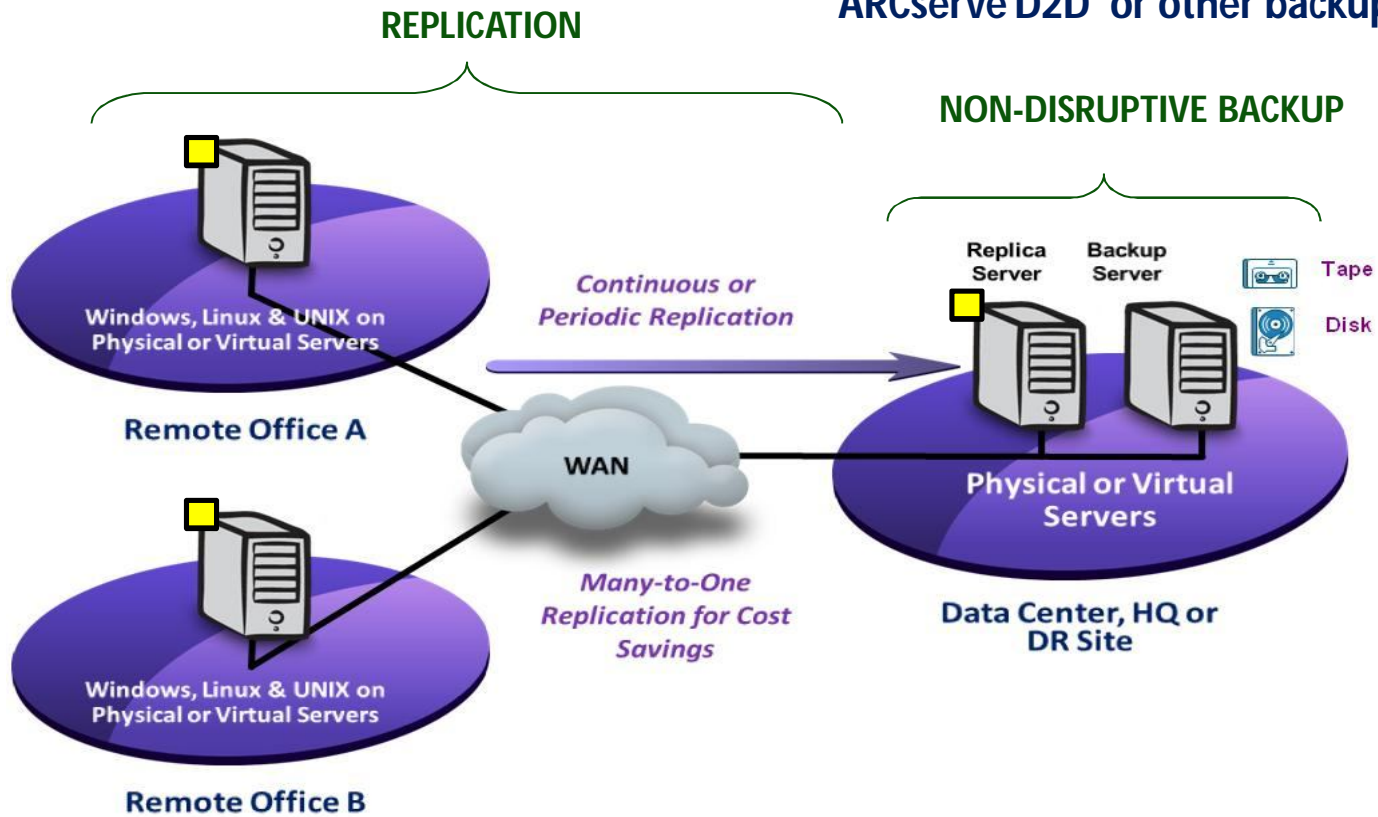 ARCserve D2D or other backup
REPLICATION
NON-DISRUPTIVE BACKUP
Replica
Server
Backup
Server
Tape
Disk
Continuous or
Periodic Replication
Windows, Linux & UNIX on
Physical or Virtual Servers
Remote Office A
WAN
Physical or Virtual
Servers
Many-to-One
Replication for Cost
Savings
Data Center, HQ or
DR Site
Windows, Linux & UNIX on
Physical or Virtual Servers
Remote Office B